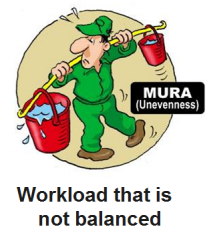 MURA
(Unevenness)
Workload that is
not balanced